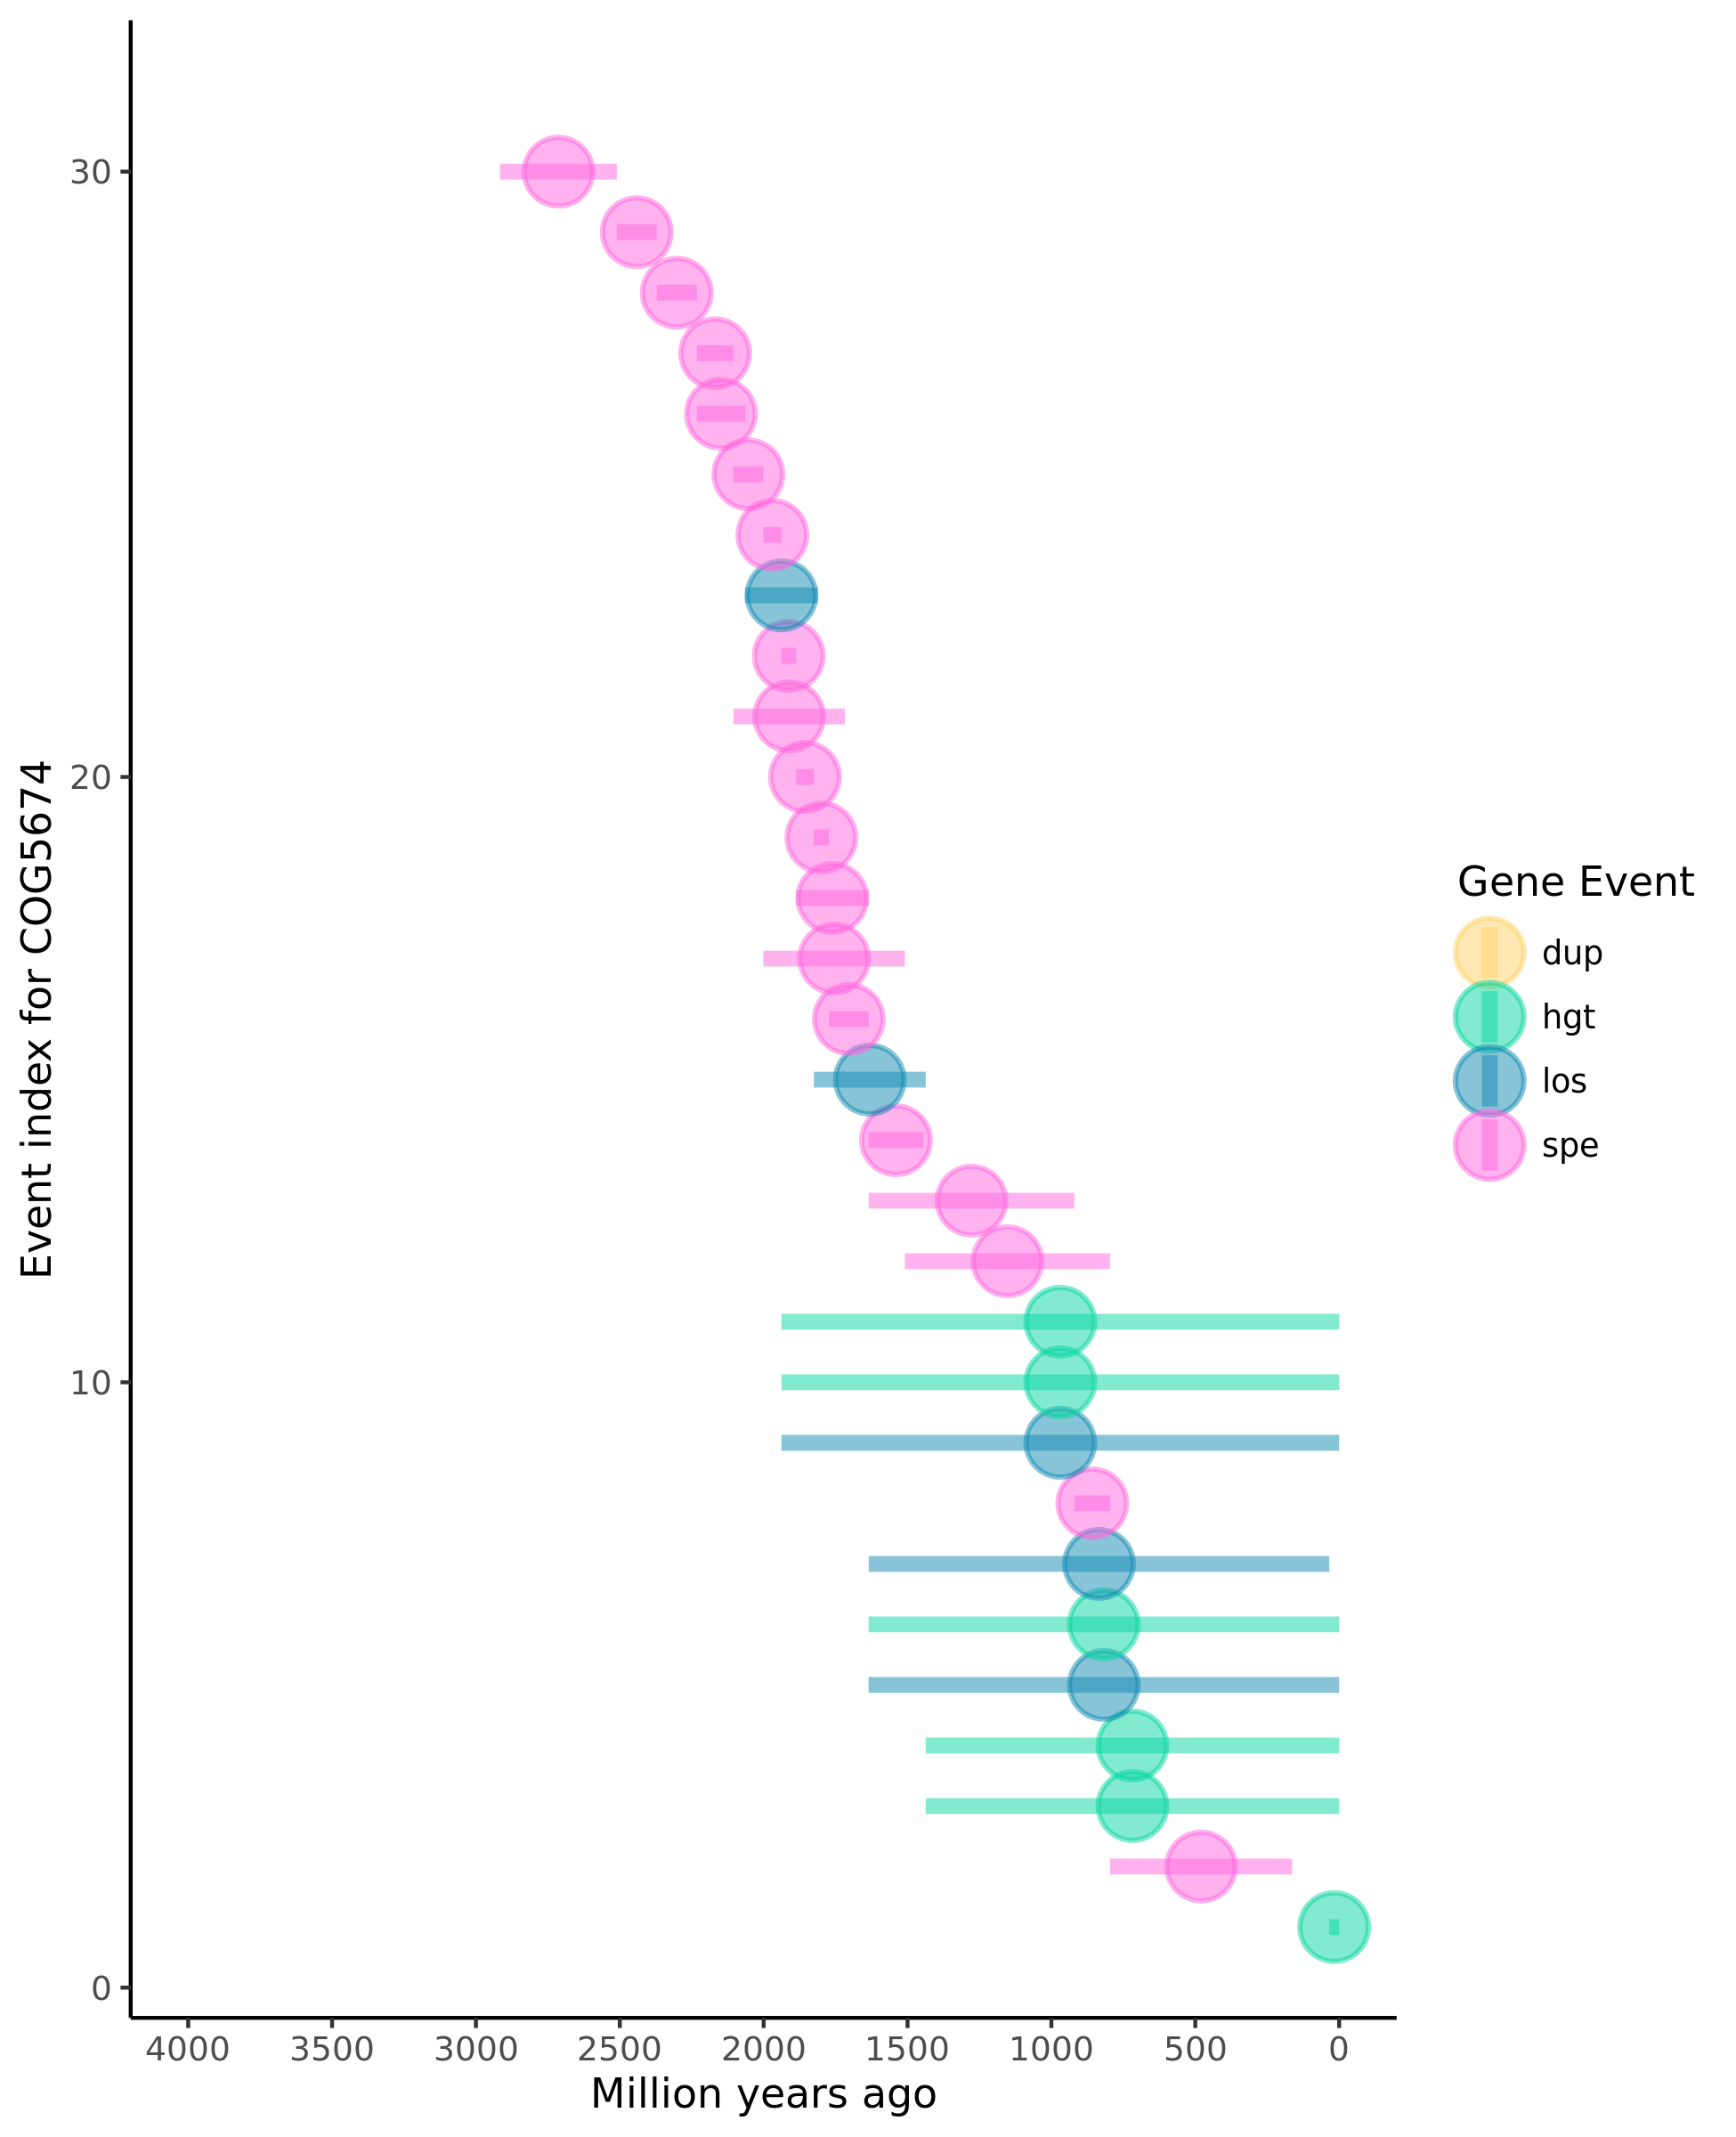 30
20
10
0
Event index for COG5674
4000 3500 3000 2500 2000 1500 1000 500 0
Million years ago
Gene Event
dup
hgt
los
spe